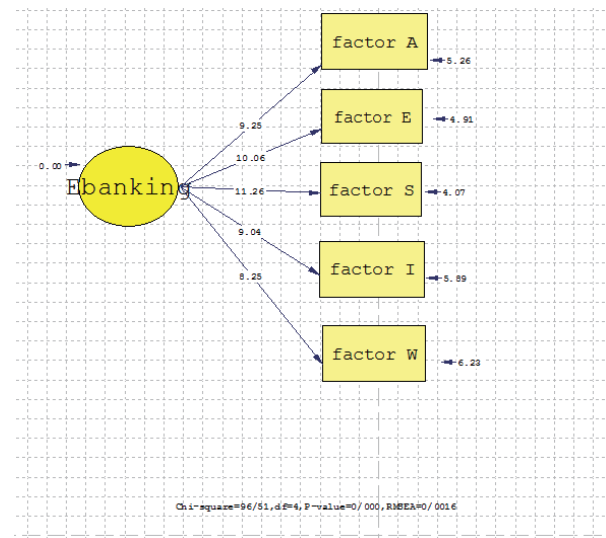 factor A
5.26
9.25
factor E
4.91
10.06
0.00
Ebanking
11.26
factor S
4.07
9.04
factor I
5.89
8.25
factor W
6.23
Chi-square=96/51,df=4,P-value=0/000,RMSEA=0/0016